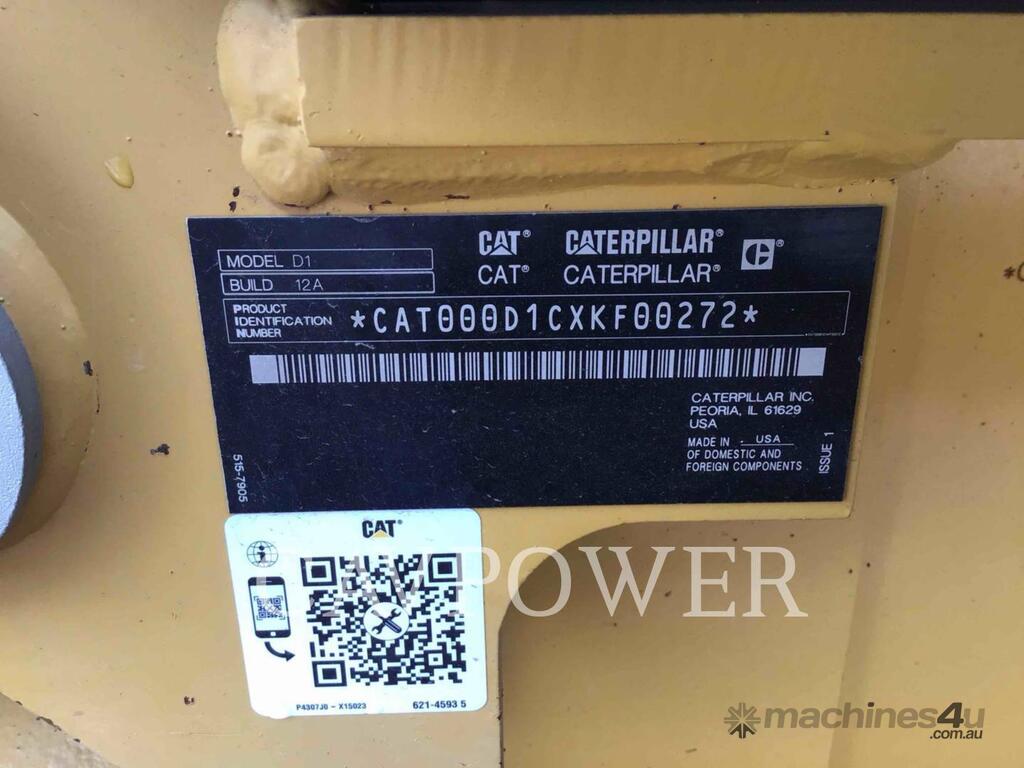 MODEL D1
BUILD 12A
CAT® CATERPILLAR® C®
CAT® CATERPILLAR®
PRODUCT
IDENTIFICATION
NUMBER
*CAT000D1CXKF00272*
CATERPILLAR INC.
PEORIA, IL 61629
USA
MADE IN USA
OF DOMESTIC AND
FOREIGN COMPONENTS
ISSUE 1
515-7905
CAT®
P4307J0 - X15023
621-4593 5
POWER
machines4u
.com.au